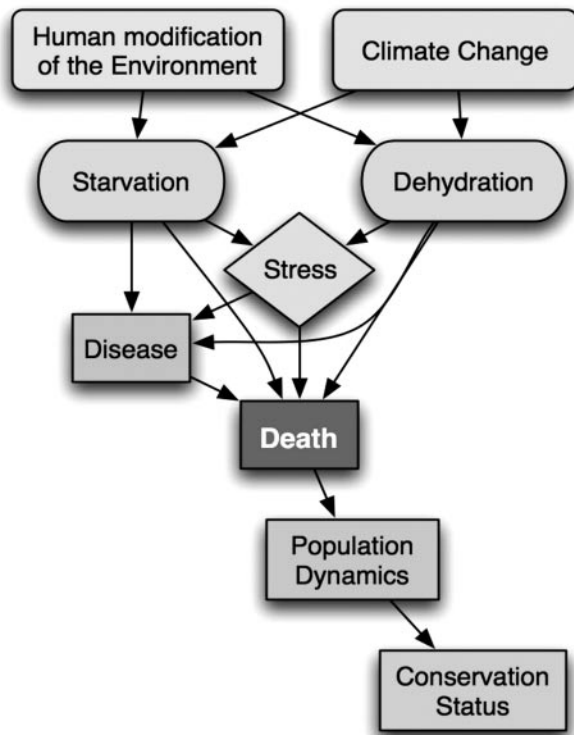 Human modification
of the Environment
Climate Change
Starvation
Dehydration
Stress
Disease
Death
Population
Dynamics
Conservation
Status